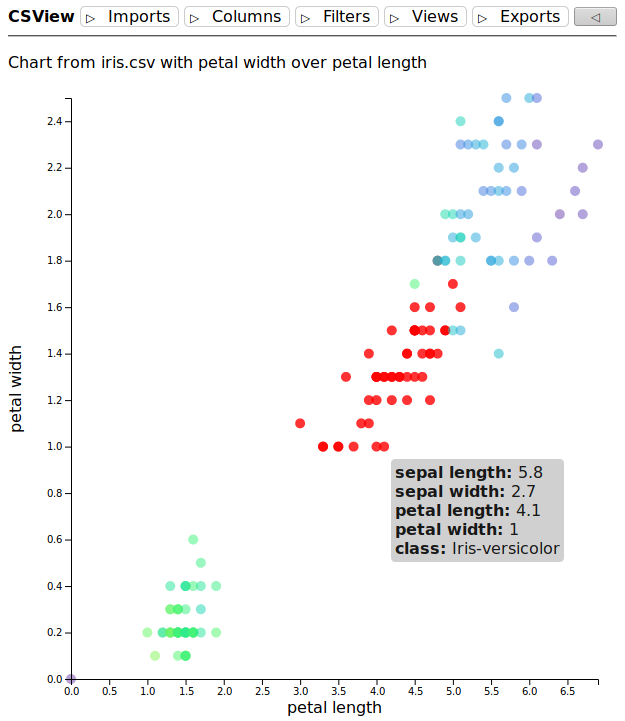 CSView ▷ Imports ▷ Columns ▷ Filters ▷ Views ▷ Exports ◁
Chart from iris.csv with petal width over petal length
2.4
2.2
2.0
1.8
1.6
1.4
1.2
1.0
0.8
0.6
0.4
0.2
0.0
petal width
sepal length: 5.8
sepal width: 2.7
petal length: 4.1
petal width: 1
class: Iris-versicolor
0.0 0.5 1.0 1.5 2.0 2.5 3.0 3.5 4.0 4.5 5.0 5.5 6.0 6.5
petal length